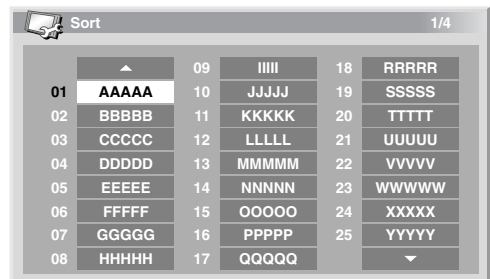 Sort 1/4
01 AAAAA
02 BBBBB
03 CCCCC
04 DDDDD
05 EEEEE
06 FFFFF
07 GGGGG
08 HHHHH
09 IIIII
10 JJJJJ
11 KKKKK
12 LLLLL
13 MMMMM
14 NNNNN
15 OOOOO
16 PPPPP
17 QQQQQ
18 RRRRR
19 SSSSS
20 TTTTT
21 UUUUU
22 VVVVV
23 WWWWW
24 XXXXX
25 YYYYY